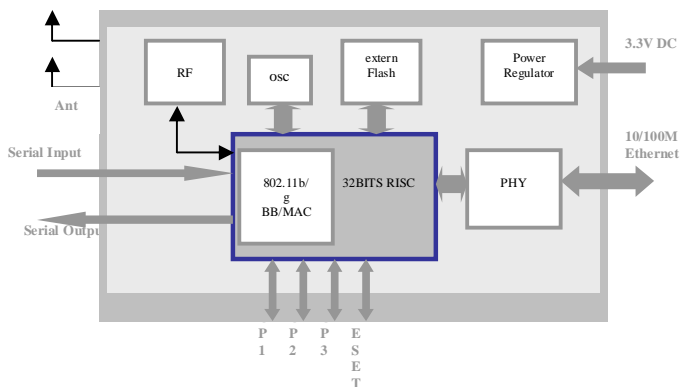 3.3V DC
RF
osc
extern
Flash
Power
Regulator
Ant
10/100M
Ethernet
Serial Input
802.11b/
g
BB/MAC
32BITS RISC
PHY
Serial Outpu
P
1
P
2
P
3
E
S
E
T